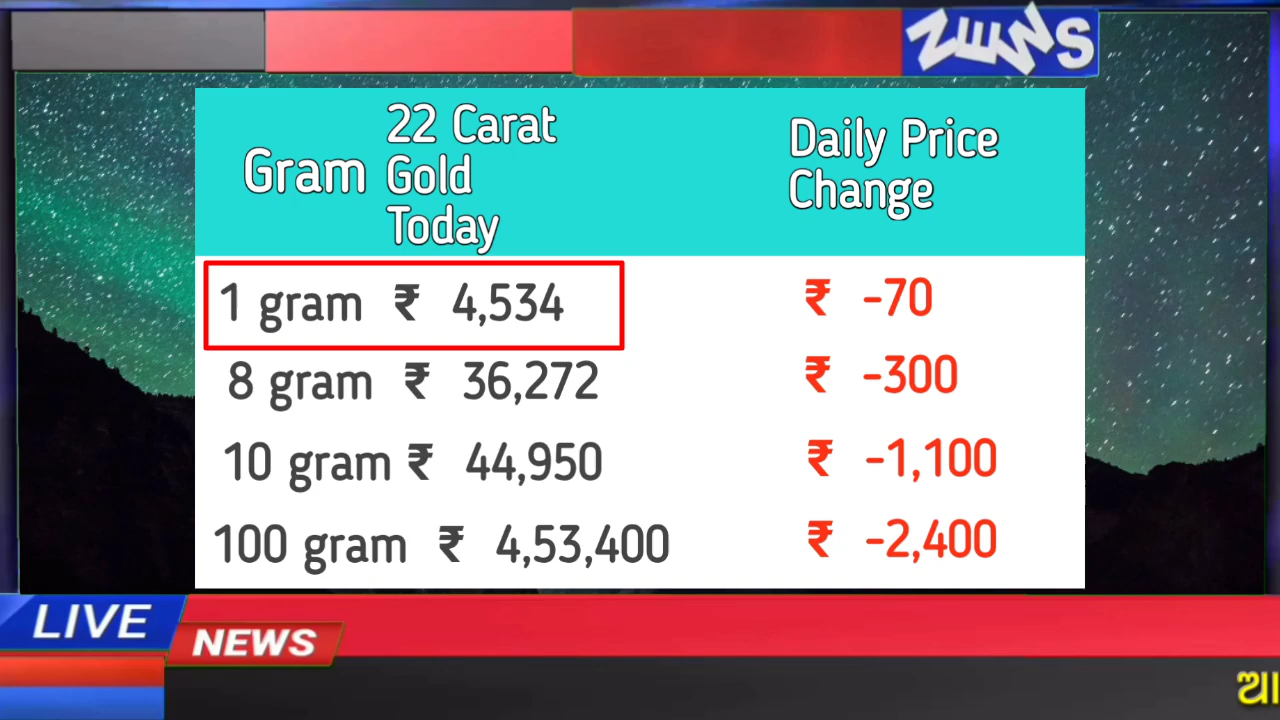 NEWS
Gram 22 Carat Gold Today Daily Price Change
1 gram ₹ 4,534 ₹ -70
8 gram ₹ 36,272 ₹ -300
10 gram ₹ 44,950 ₹ -1,100
100 gram ₹ 4,53,400 ₹ -2,400
LIVE
NEWS